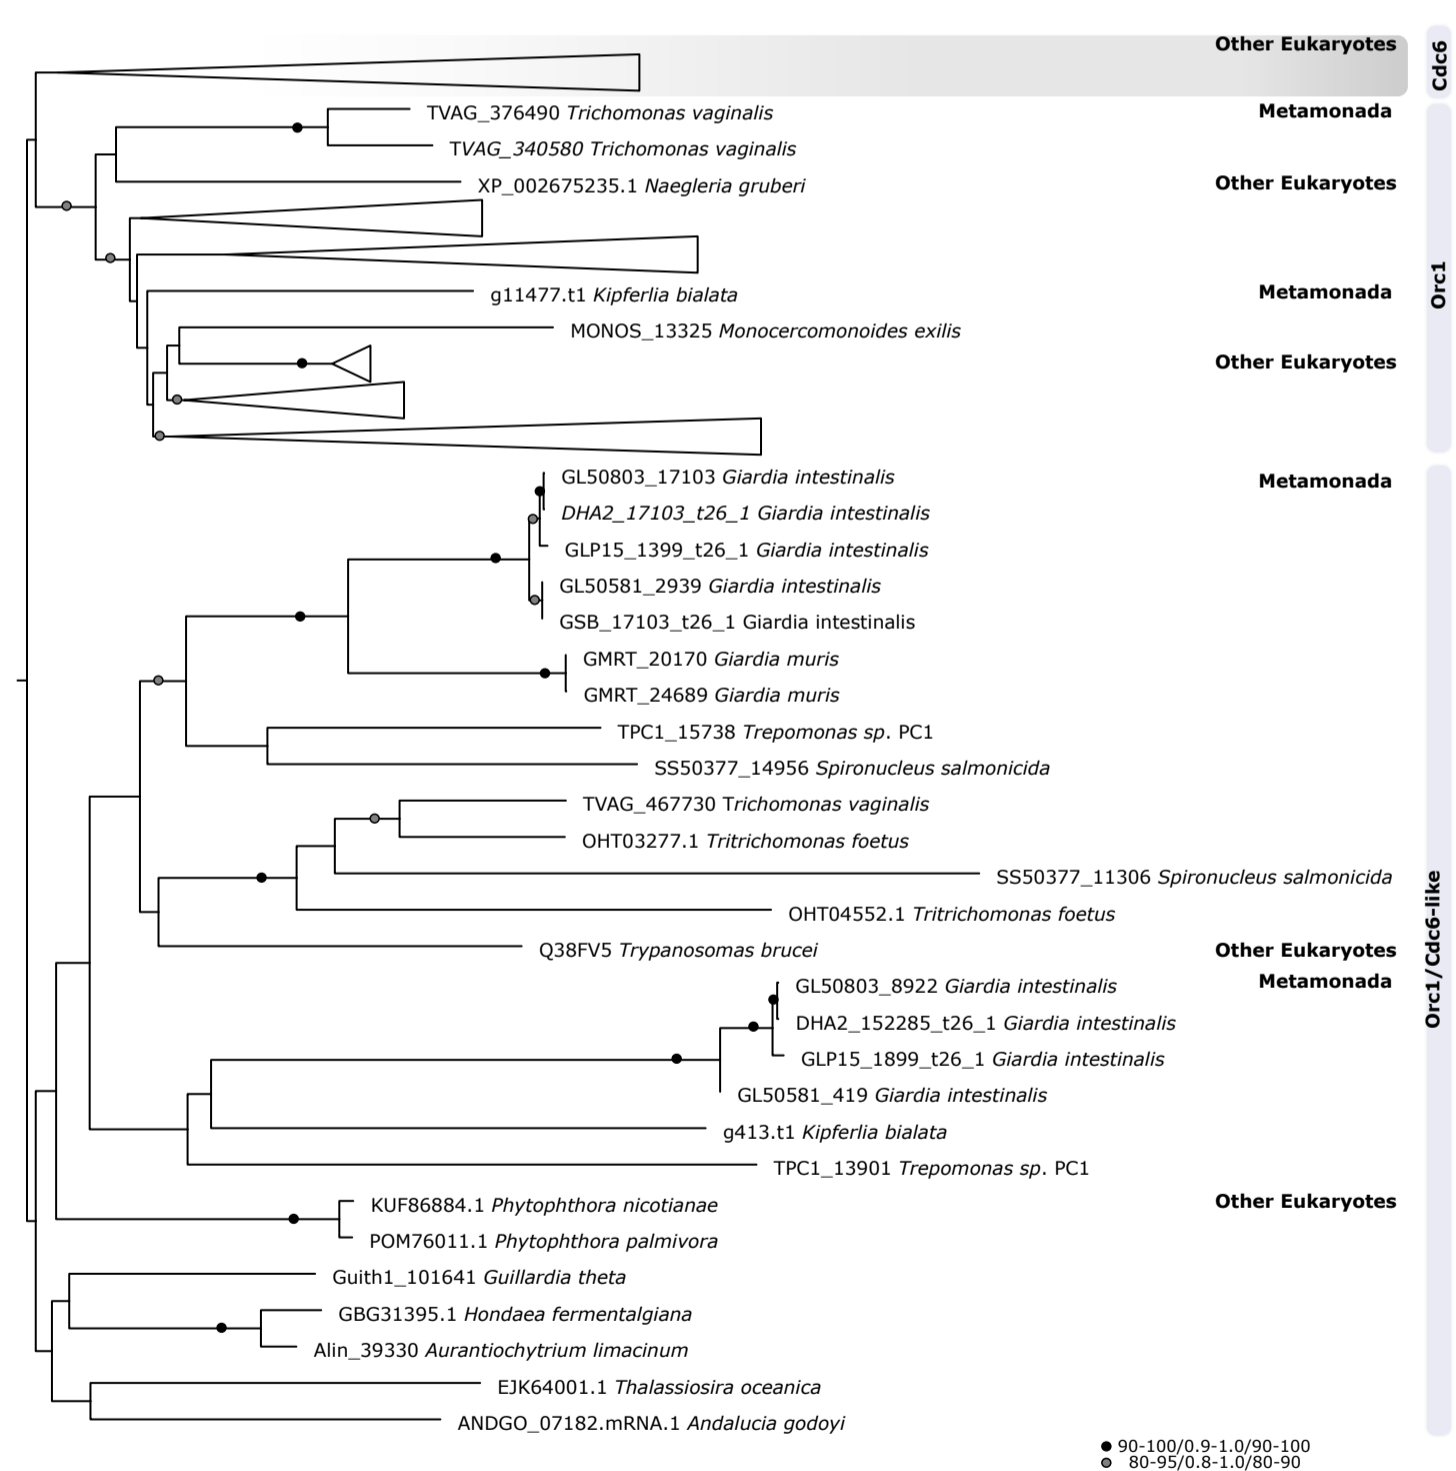 Other Eukaryotes
Cdc6
TVAG_376490 Trichomonas vaginalis
Metamonada
TVAG_340580 Trichomonas vaginalis
XP_002675235.1 Naegleria gruberi
Other Eukaryotes
Orc1
g11477.t1 Kipferlia bialata
Metamonada
MONOS_13325 Monocercomonoides exilis
Other Eukaryotes
GL50803_17103 Giardia intestinalis
Metamonada
DHA2_17103_t26_1 Giardia intestinalis
GLP15_1399_t26_1 Giardia intestinalis
GL50581_2939 Giardia intestinalis
GSB_17103_t26_1 Giardia intestinalis
GMRT_20170 Giardia muris
GMRT_24689 Giardia muris
TPC1_15738 Trepomonas sp. PC1
SS50377_14956 Spironucleus salmonicida
TVAG_467730 Trichomonas vaginalis
OHT03277.1 Tritrichomonas foetus
SS50377_11306 Spironucleus salmonicida
OHT04552.1 Tritrichomonas foetus
Orc1/Cdc6-like
Q38FV5 Trypanosomas brucei
Other Eukaryotes
Metamonada
GL50803_8922 Giardia intestinalis
DHA2_152285_t26_1 Giardia intestinalis
GLP15_1899_t26_1 Giardia intestinalis
GL50581_419 Giardia intestinalis
g413.t1 Kipferlia bialata
TPC1_13901 Trepomonas sp. PC1
KUF86884.1 Phytophthora nicotianae
Other Eukaryotes
POM76011.1 Phytophthora palmivora
Guith1_101641 Guillardia theta
GBG31395.1 Hondaea fermentalgiana
Alin_39330 Aurantiochytrium limacinum
EJK64001.1 Thalassiosira oceanica
ANDGO_07182.mRNA.1 Andalucia godoyi
90-100/0.9-1.0/90-100
80-95/0.8-1.0/80-90